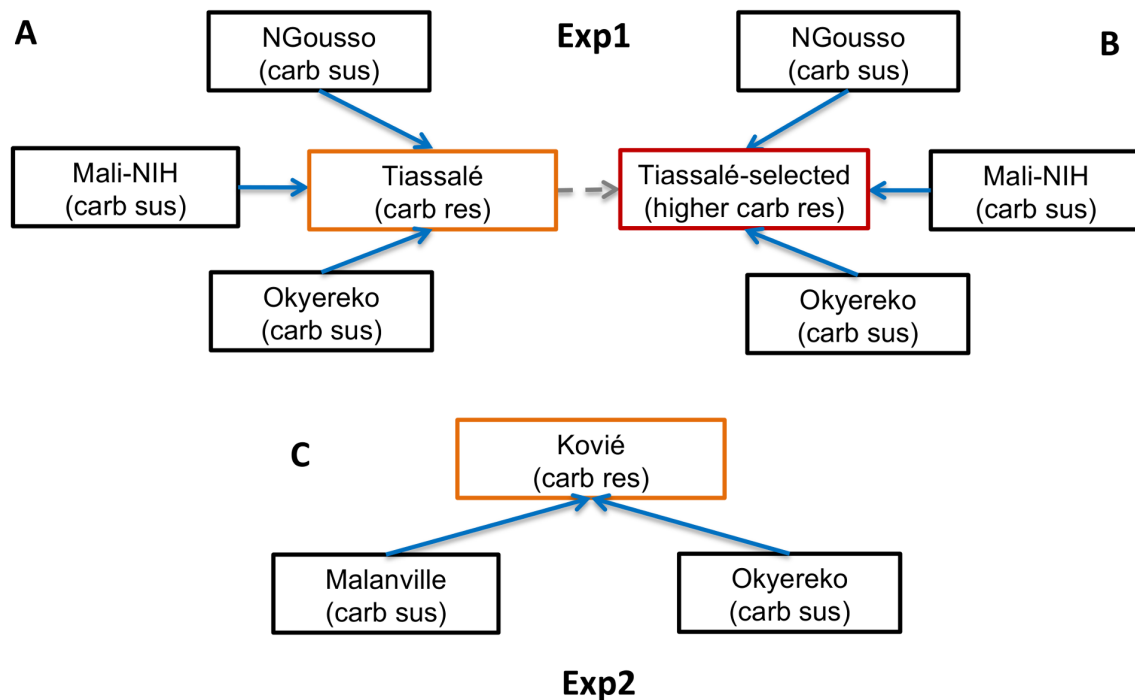 A
NGousso
(carb sus)
Exp1
NGousso
(carb sus)
B
Mali-NIH
(carb sus)
Tiassalé
(carb res)
Tiassalé-selected
(higher carb res)
Mali-NIH
(carb sus)
Okyereko
(carb sus)
Okyereko
(carb sus)
C
Kovié
(carb res)
Malanville
(carb sus)
Okyereko
(carb sus)
Exp2